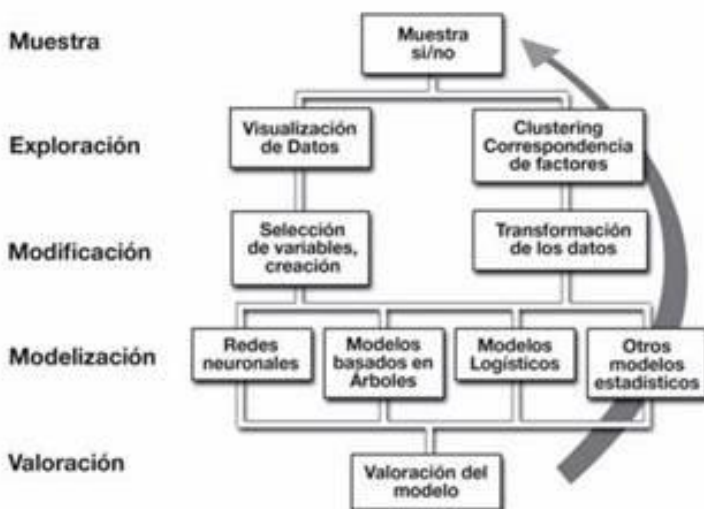 Muestra
Muestra
si/no
Exploración
Visualización
de Datos
Clustering
Correspondencia
de factores
Modificación
Selección
de variables,
creación
Transformación
de los datos
Modelización
Redes
neuronales
Modelos
basados en
Árboles
Modelos
Logísticos
Otros
modelos
estadísticos
Valoración
Valoración del
modelo